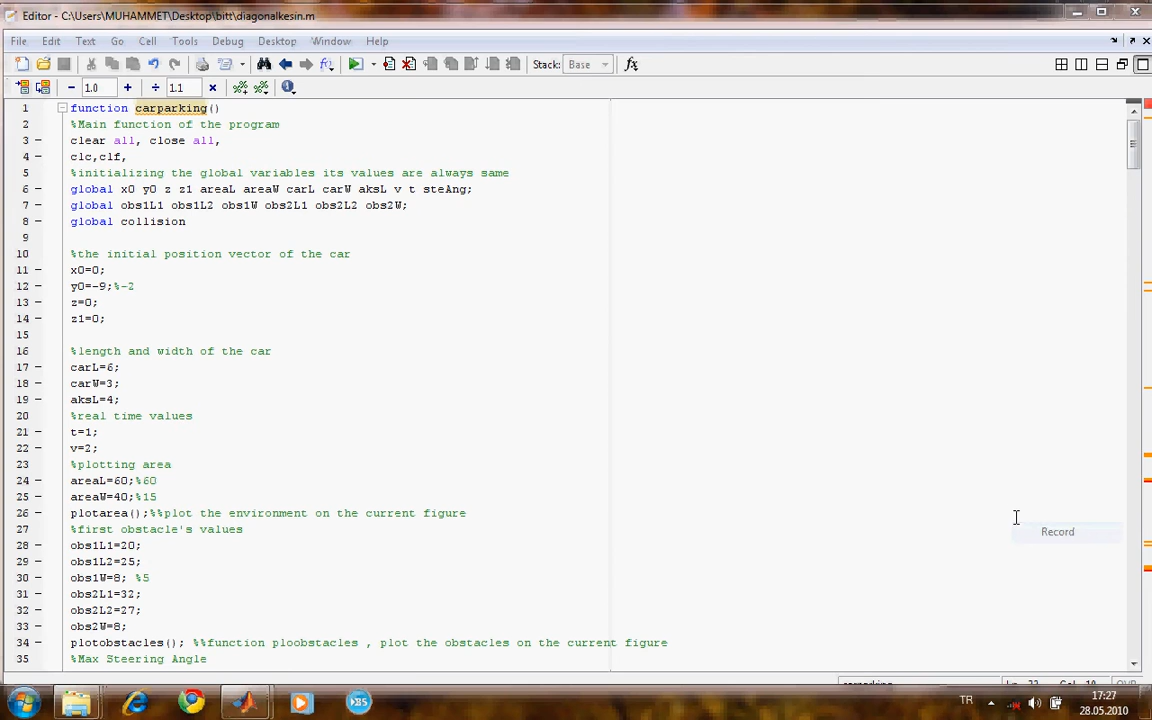 Editor - C:\Users\MUHAMMET\Desktop\bitt\diagonalkesin.m
File Edit Text Go Cell Tools Debug Desktop Window Help
Stack: Base fx
- 1.0 + ÷ 1.1 ×
1 function carparking()
2 %Main function of the program
3 - clear all, close all,
4 - clc,clf,
5 %initializing the global variables its values are always same
6 - global x0 y0 z z1 areaL areaW carL carW aksL v t steAng;
7 - global obs1L1 obs1L2 obs1W obs2L1 obs2L2 obs2W;
8 - global collision
9
10 %the initial position vector of the car
11 - x0=0;
12 - y0=-9;%-2
13 - z=0;
14 - z1=0;
15
16 %length and width of the car
17 - carL=6;
18 - carW=3;
19 - aksL=4;
20 %real time values
21 - t=1;
22 - v=2;
23 %plotting area
24 - areaL=60;%60
25 - areaW=40;%15
26 - plotarea();%%plot the environment on the current figure
27 %first obstacle's values
28 - obs1L1=20;
29 - obs1L2=25;
30 - obs1W=8; %5
31 - obs2L1=32;
32 - obs2L2=27;
33 - obs2W=8;
34 - plotobstacles(); %%function ploobstacles , plot the obstacles on the current figure
35 %Max Steering Angle
Record
TR
17:27
28.05.2010